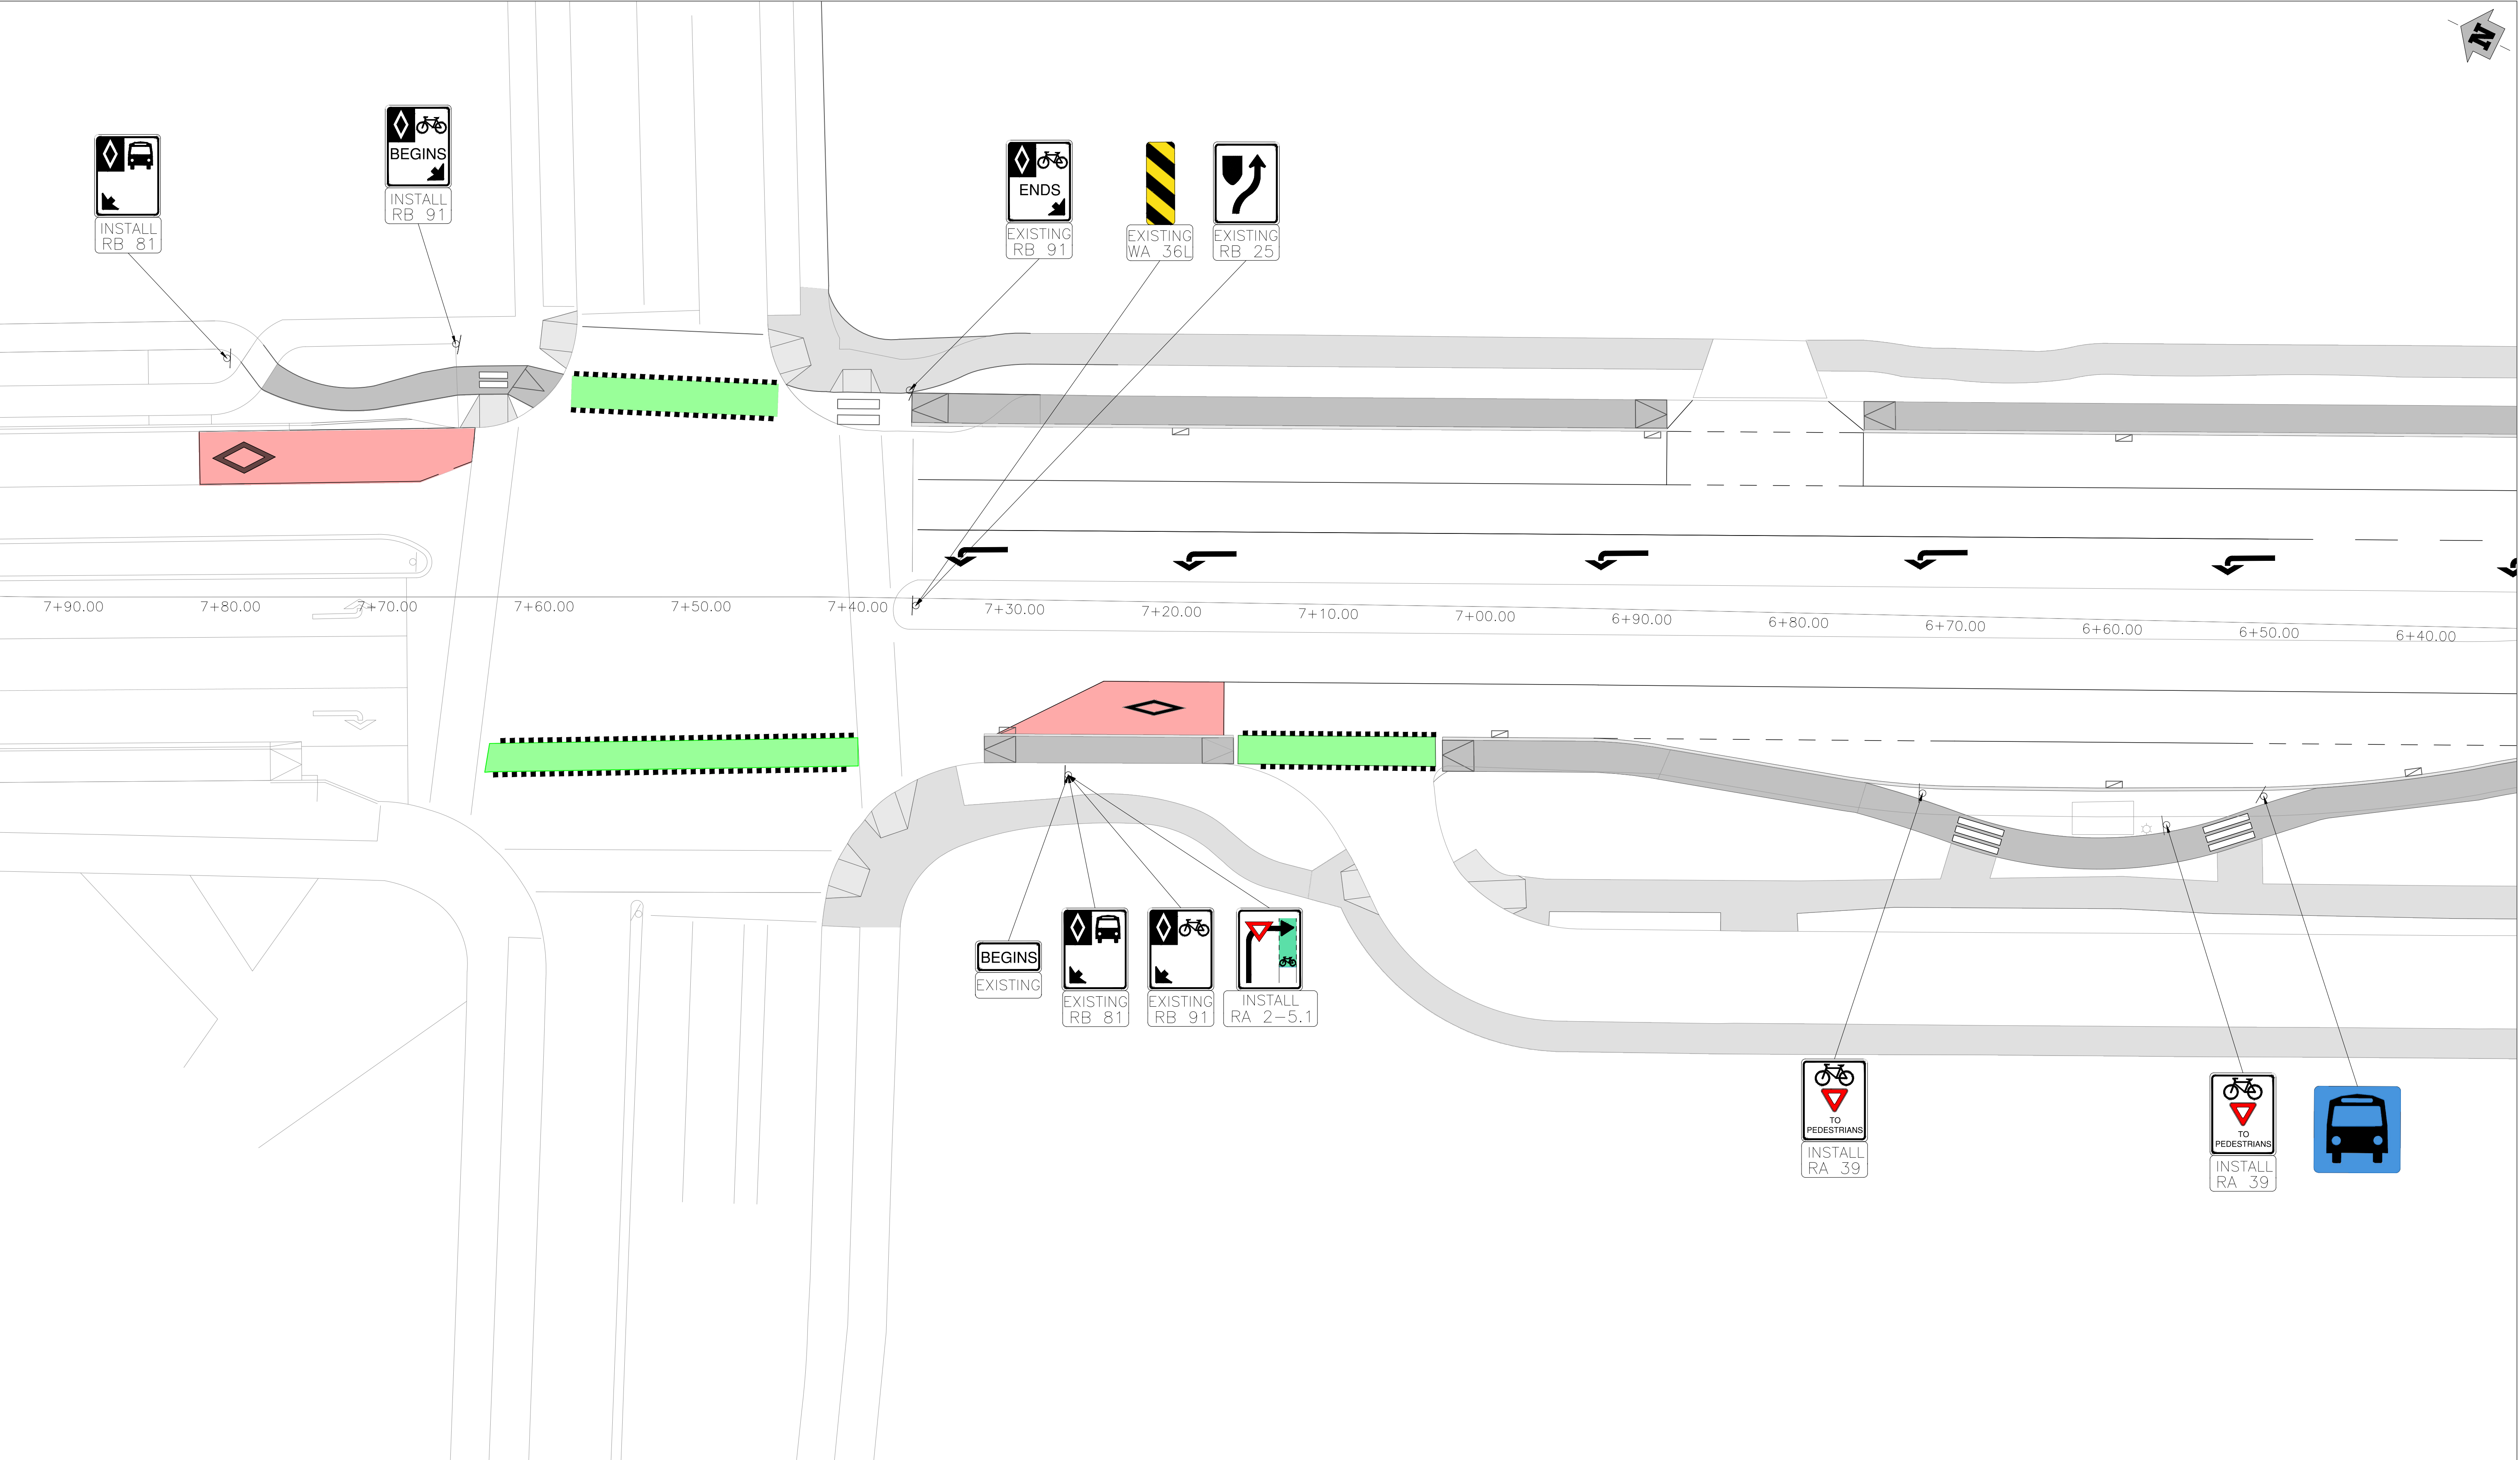 N
BEGINS
INSTALL
RB 91
INSTALL
RB 81
ENDS
EXISTING
RB 91
EXISTING
WA 36L
EXISTING
RB 25
7+90.00
7+80.00
7+70.00
7+60.00
7+50.00
7+40.00
7+30.00
7+20.00
7+10.00
7+00.00
6+90.00
6+80.00
6+70.00
6+60.00
6+50.00
6+40.00
BEGINS
EXISTING
EXISTING
RB 81
EXISTING
RB 91
INSTALL
RA 2-5.1
TO
PEDESTRIANS
INSTALL
RA 39
TO
PEDESTRIANS
INSTALL
RA 39